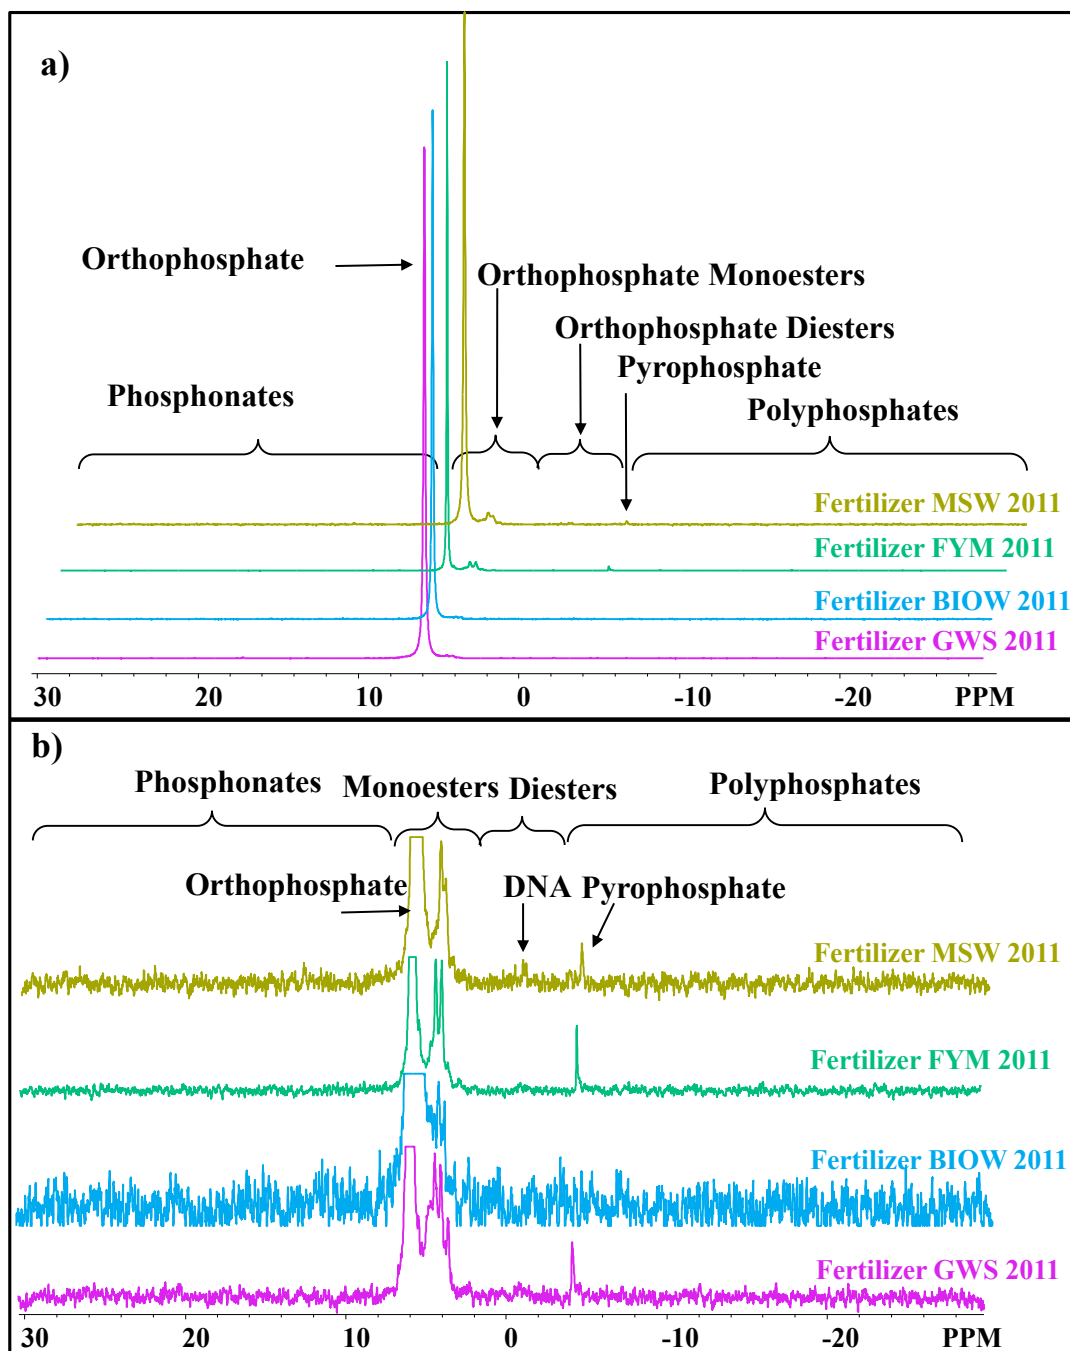 a)
Orthophosphate
Orthophosphate Monoesters
Orthophosphate Diesters
Pyrophosphate
Phosphonates
Polyphosphates
Fertilizer MSW 2011
Fertilizer FYM 2011
Fertilizer BIOW 2011
Fertilizer GWS 2011
30 20 10 0 -10 -20 PPM
b)
Phosphonates
Monoesters
Diesters
Polyphosphates
Orthophosphate
DNA
Pyrophosphate
Fertilizer MSW 2011
Fertilizer FYM 2011
Fertilizer BIOW 2011
Fertilizer GWS 2011
30 20 10 0 -10 -20 PPM